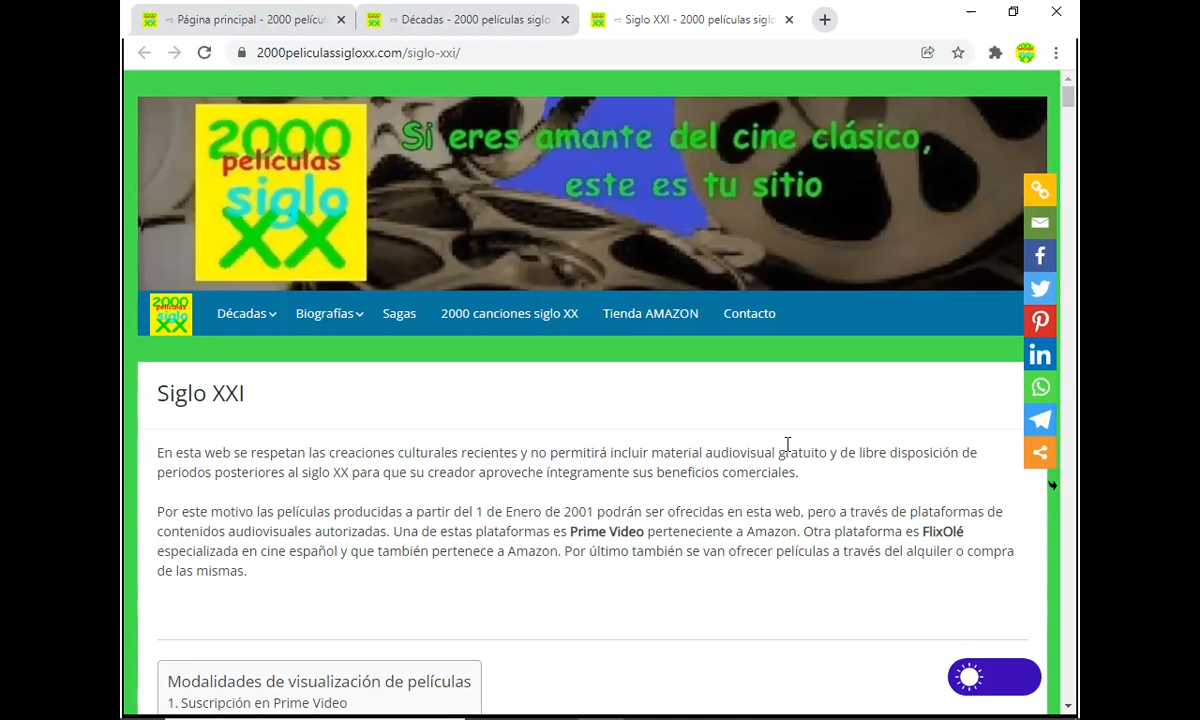 Página principal - 2000 pelícu
Décadas - 2000 películas siglo
Siglo XXI - 2000 películas siglo
2000peliculassigloxx.com/siglo-xxi/
2000
películas
siglo
XX
Si eres amante del cine clásico,
este es tu sitio
2000
películas
siglo
XX
Décadas
Biografías
Sagas
2000 canciones siglo XX
Tienda AMAZON
Contacto
Siglo XXI
En esta web se respetan las creaciones culturales recientes y no permitirá incluir material audiovisual gratuito y de libre disposición de
periodos posteriores al siglo XX para que su creador aproveche íntegramente sus beneficios comerciales.
Por este motivo las películas producidas a partir del 1 de Enero de 2001 podrán ser ofrecidas en esta web, pero a través de plataformas de
contenidos audiovisuales autorizadas. Una de estas plataformas es Prime Video perteneciente a Amazon. Otra plataforma es FlixOlé
especializada en cine español y que también pertenece a Amazon. Por último también se van ofrecer películas a través del alquiler o compra
de las mismas.
Modalidades de visualización de películas
1. Suscripción en Prime Video